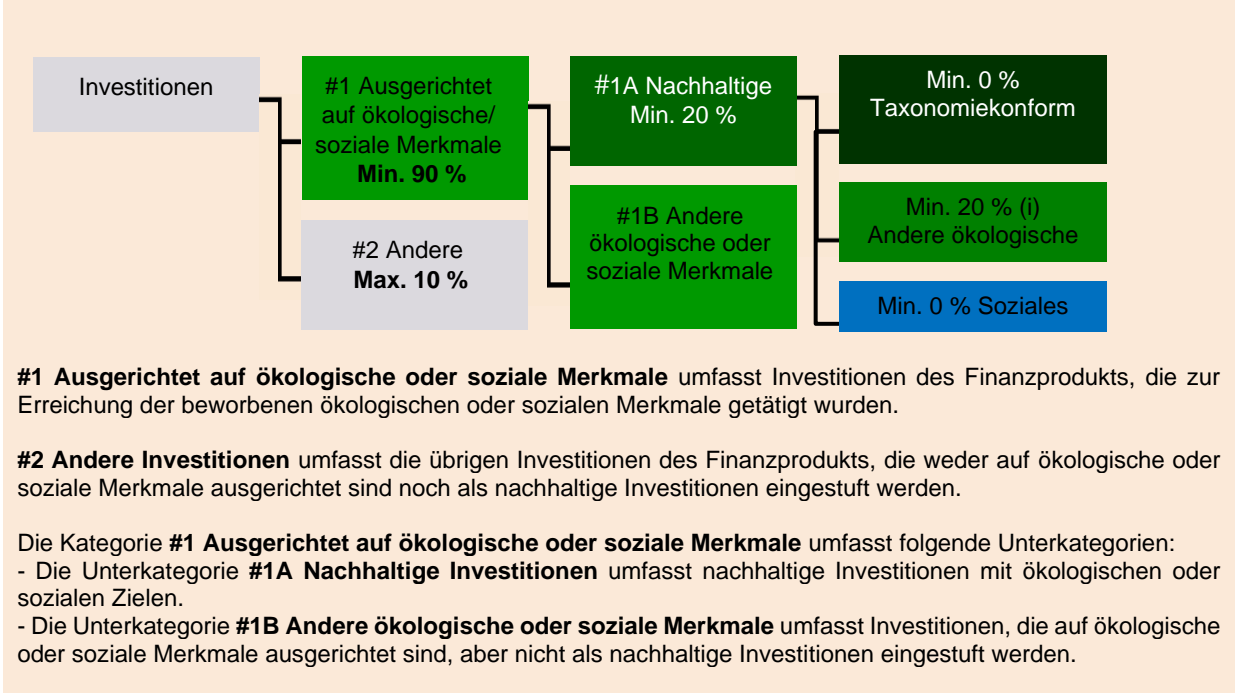 Investitionen
#1 Ausgerichtet
auf ökologische/
soziale Merkmale
Min. 90 %
#2 Andere
Max. 10 %
#1A Nachhaltige
Min. 20 %
#1B Andere
ökologische oder
soziale Merkmale
Min. 0 %
Taxonomiekonform
Min. 20 % (i)
Andere ökologische
Min. 0 % Soziales
#1 Ausgerichtet auf ökologische oder soziale Merkmale umfasst Investitionen des Finanzprodukts, die zur
Erreichung der beworbenen ökologischen oder sozialen Merkmale getätigt wurden.
#2 Andere Investitionen umfasst die übrigen Investitionen des Finanzprodukts, die weder auf ökologische oder
soziale Merkmale ausgerichtet sind noch als nachhaltige Investitionen eingestuft werden.
Die Kategorie #1 Ausgerichtet auf ökologische oder soziale Merkmale umfasst folgende Unterkategorien:
- Die Unterkategorie #1A Nachhaltige Investitionen umfasst nachhaltige Investitionen mit ökologischen oder
sozialen Zielen.
- Die Unterkategorie #1B Andere ökologische oder soziale Merkmale umfasst Investitionen, die auf ökologische
oder soziale Merkmale ausgerichtet sind, aber nicht als nachhaltige Investitionen eingestuft werden.